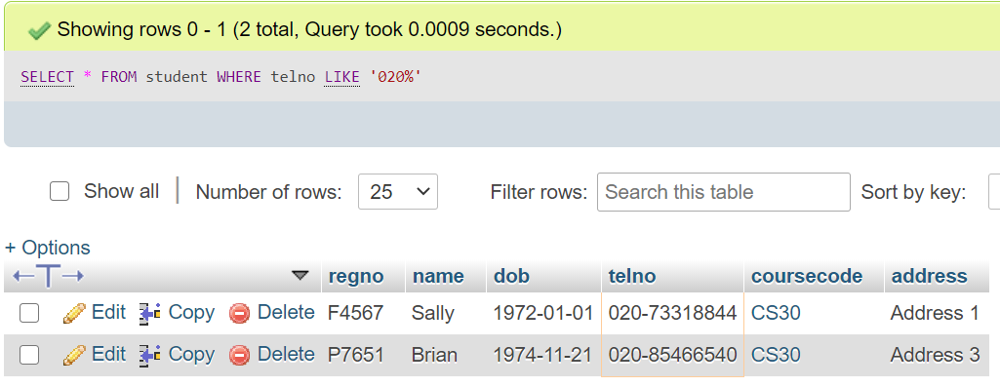 Showing rows 0 - 1 (2 total, Query took 0.0009 seconds.)
SELECT * FROM student WHERE telno LIKE '020%'
Show all | Number of rows: 25 Filter rows: Search this table Sort by key:
+ Options
←T→ regno name dob telno coursecode address
Edit Copy Delete F4567 Sally 1972-01-01 020-73318844 CS30 Address 1
Edit Copy Delete P7651 Brian 1974-11-21 020-85466540 CS30 Address 3